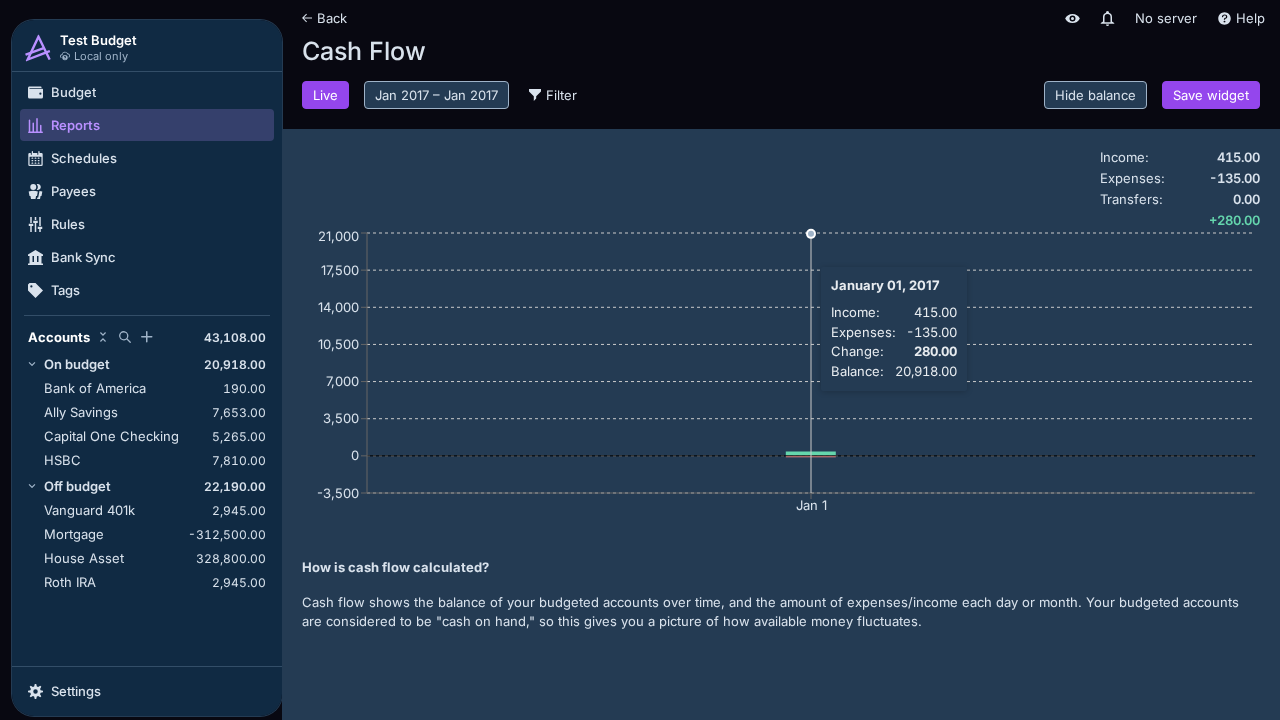 Test Budget
Local only
Budget
Reports
Schedules
Payees
Rules
Bank Sync
Tags
Accounts 43,108.00
On budget 20,918.00
Bank of America 190.00
Ally Savings 7,653.00
Capital One Checking 5,265.00
HSBC 7,810.00
Off budget 22,190.00
Vanguard 401k 2,945.00
Mortgage -312,500.00
House Asset 328,800.00
Roth IRA 2,945.00
Settings
Back
No server
Help
Cash Flow
Live
Jan 2017 – Jan 2017
Filter
Hide balance
Save widget
Income: 415.00
Expenses: -135.00
Transfers: 0.00
+280.00
21,000
17,500
14,000
10,500
7,000
3,500
0
-3,500
January 01, 2017
Income: 415.00
Expenses: -135.00
Change: 280.00
Balance: 20,918.00
Jan 1
How is cash flow calculated?
Cash flow shows the balance of your budgeted accounts over time, and the amount of expenses/income each day or month. Your budgeted accounts
are considered to be "cash on hand," so this gives you a picture of how available money fluctuates.